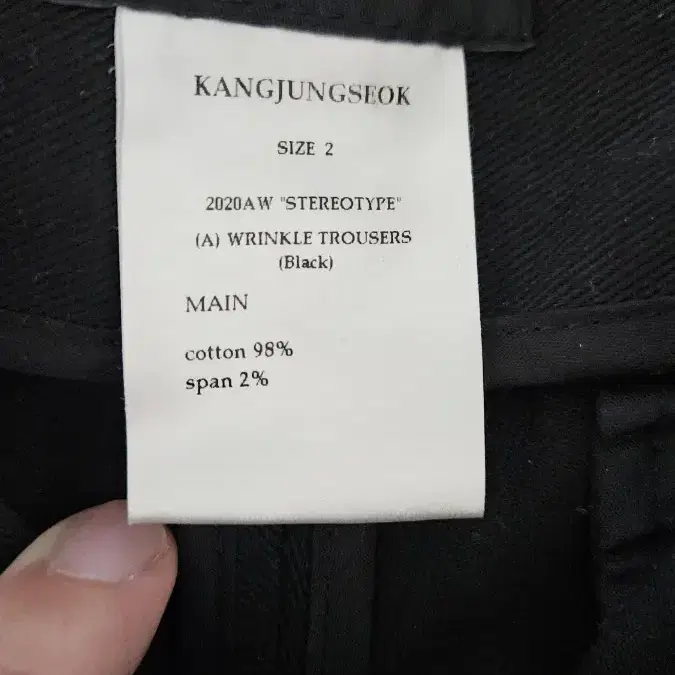 KANGJUNGSEOK
SIZE 2
2020AW "STEREOTYPE"
(A) WRINKLE TROUSERS
(Black)
MAIN
cotton 98%
span 2%